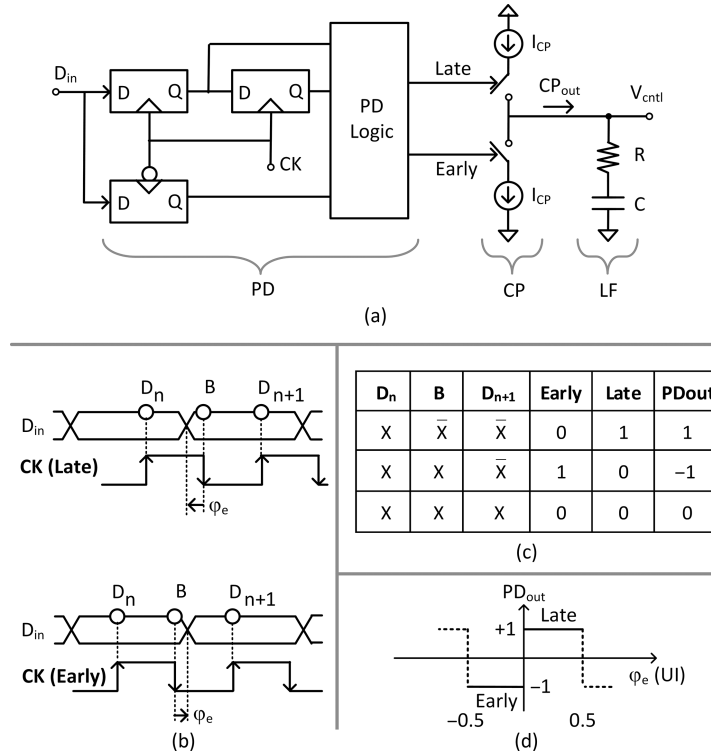 I_CP
D_in
D Q
D Q
PD
Logic
Late
CP_out
V_cntl
R
CK
Early
D Q
I_CP
C
PD
CP
LF
(a)
D_n B D_n+1
D_in
CK (Late)
φ_e
D_n B D_n+1
D_in
CK (Early)
φ_e
(b)
D_n B D_n+1 Early Late PDout
X X̅ X̅ 0 1 1
X X X̅ 1 0 −1
X X X 0 0 0
(c)
PD_out
+1 Late
φ_e (UI)
Early −1
−0.5 0.5
(d)